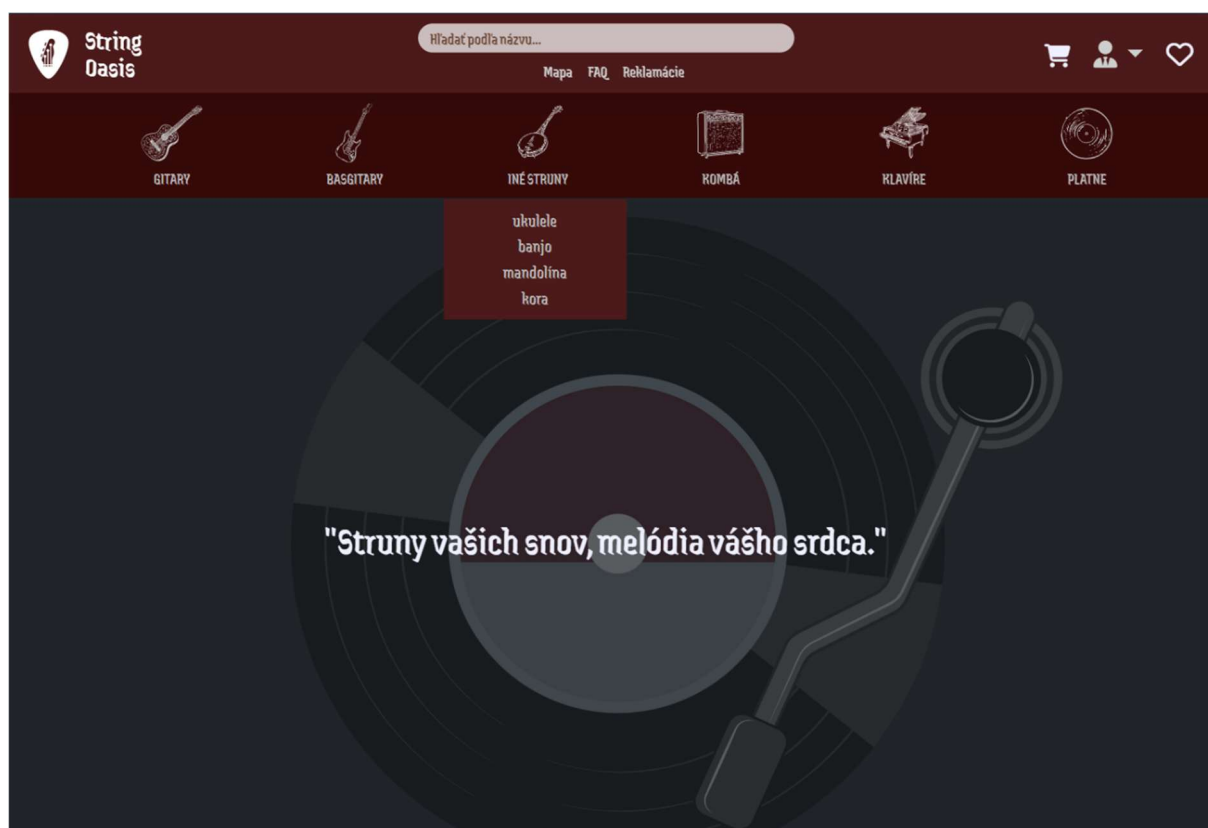 String
Oasis
Hľadať podľa názvu...
Mapa FAQ Reklamácie
GITARY BASGITARY INÉ STRUNY KOMBÁ KLAVÍRE PLATNE
ukulele
banjo
mandolína
kora
"Struny vašich snov, melódia vášho srdca."